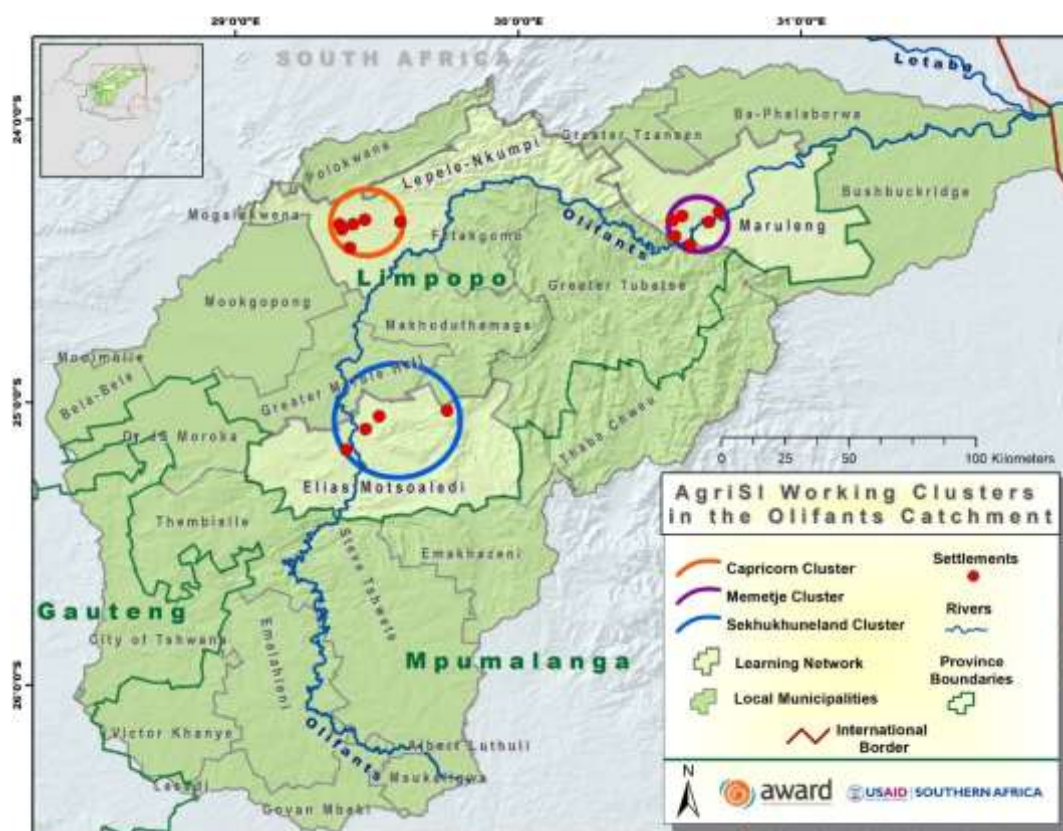 29°0'0"E
30°0'0"E
31°0'0"E
SOUTH AFRICA
Letaba
24°0'0"S
Ba-Phalaborwa
Greater Tzaneen
Polokwane
Lepele-Nkumpi
Bushbuckridge
Mogalakwena
Olifants
Maruleng
Fetakgomo
Limpopo
Greater Tubatse
Mookgopong
Makhuduthamaga
Modimolle
Bela-Bela
Greater Marble Hall
25°0'0"S
Dr JS Moroka
Thaba Chweu
0 25 50 100 Kilometers
Elias Motsoaledi
AgriSI Working Clusters
in the Olifants Catchment
Thembisile
Steve Tshwete
Emakhazeni
Capricorn Cluster
Settlements
Memetje Cluster
Rivers
Sekhukhuneland Cluster
Gauteng
City of Tshwane
Emalahleni
Mpumalanga
Learning Network
Province
Boundaries
Local Municipalities
26°0'0"S
Victor Khanye
Olifants
Albert Luthuli
International
Border
Lesedi
Msukaligwa
Govan Mbeki
N
award
USAID | SOUTHERN AFRICA